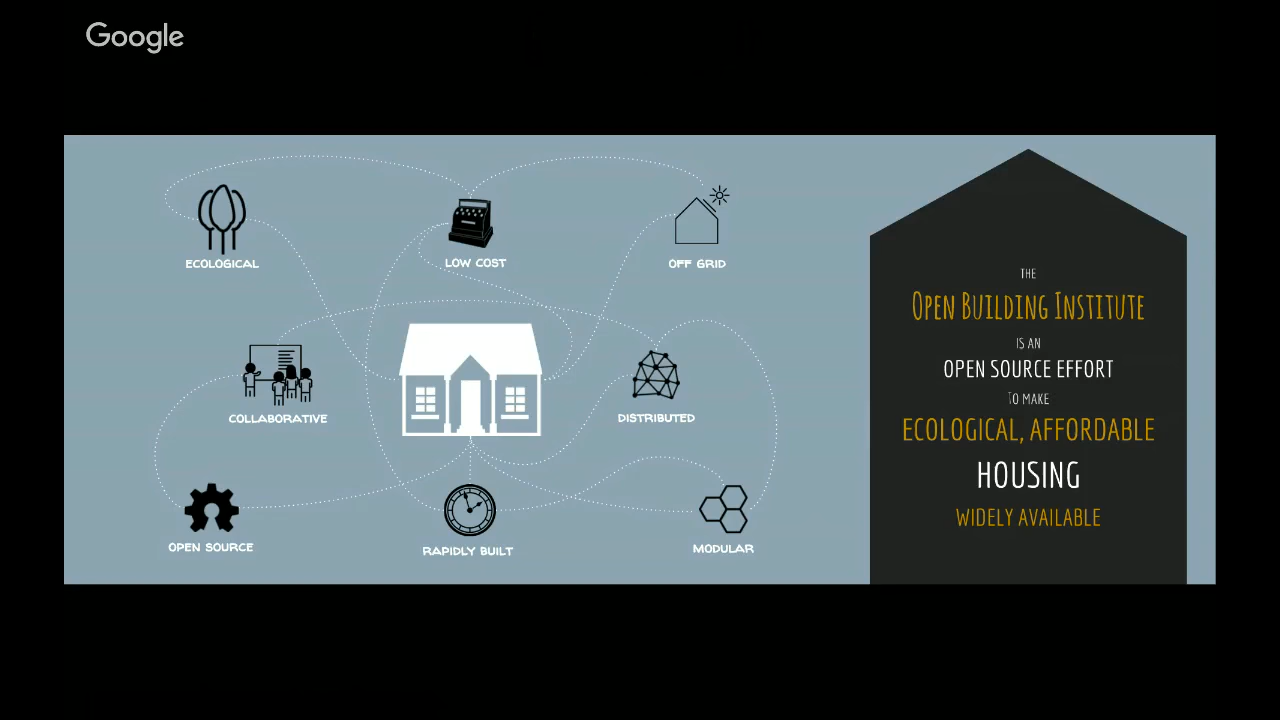 Google
ECOLOGICAL
LOW COST
OFF GRID
COLLABORATIVE
DISTRIBUTED
OPEN SOURCE
RAPIDLY BUILT
MODULAR
THE
OPEN BUILDING INSTITUTE
IS AN
OPEN SOURCE EFFORT
TO MAKE
ECOLOGICAL, AFFORDABLE
HOUSING
WIDELY AVAILABLE